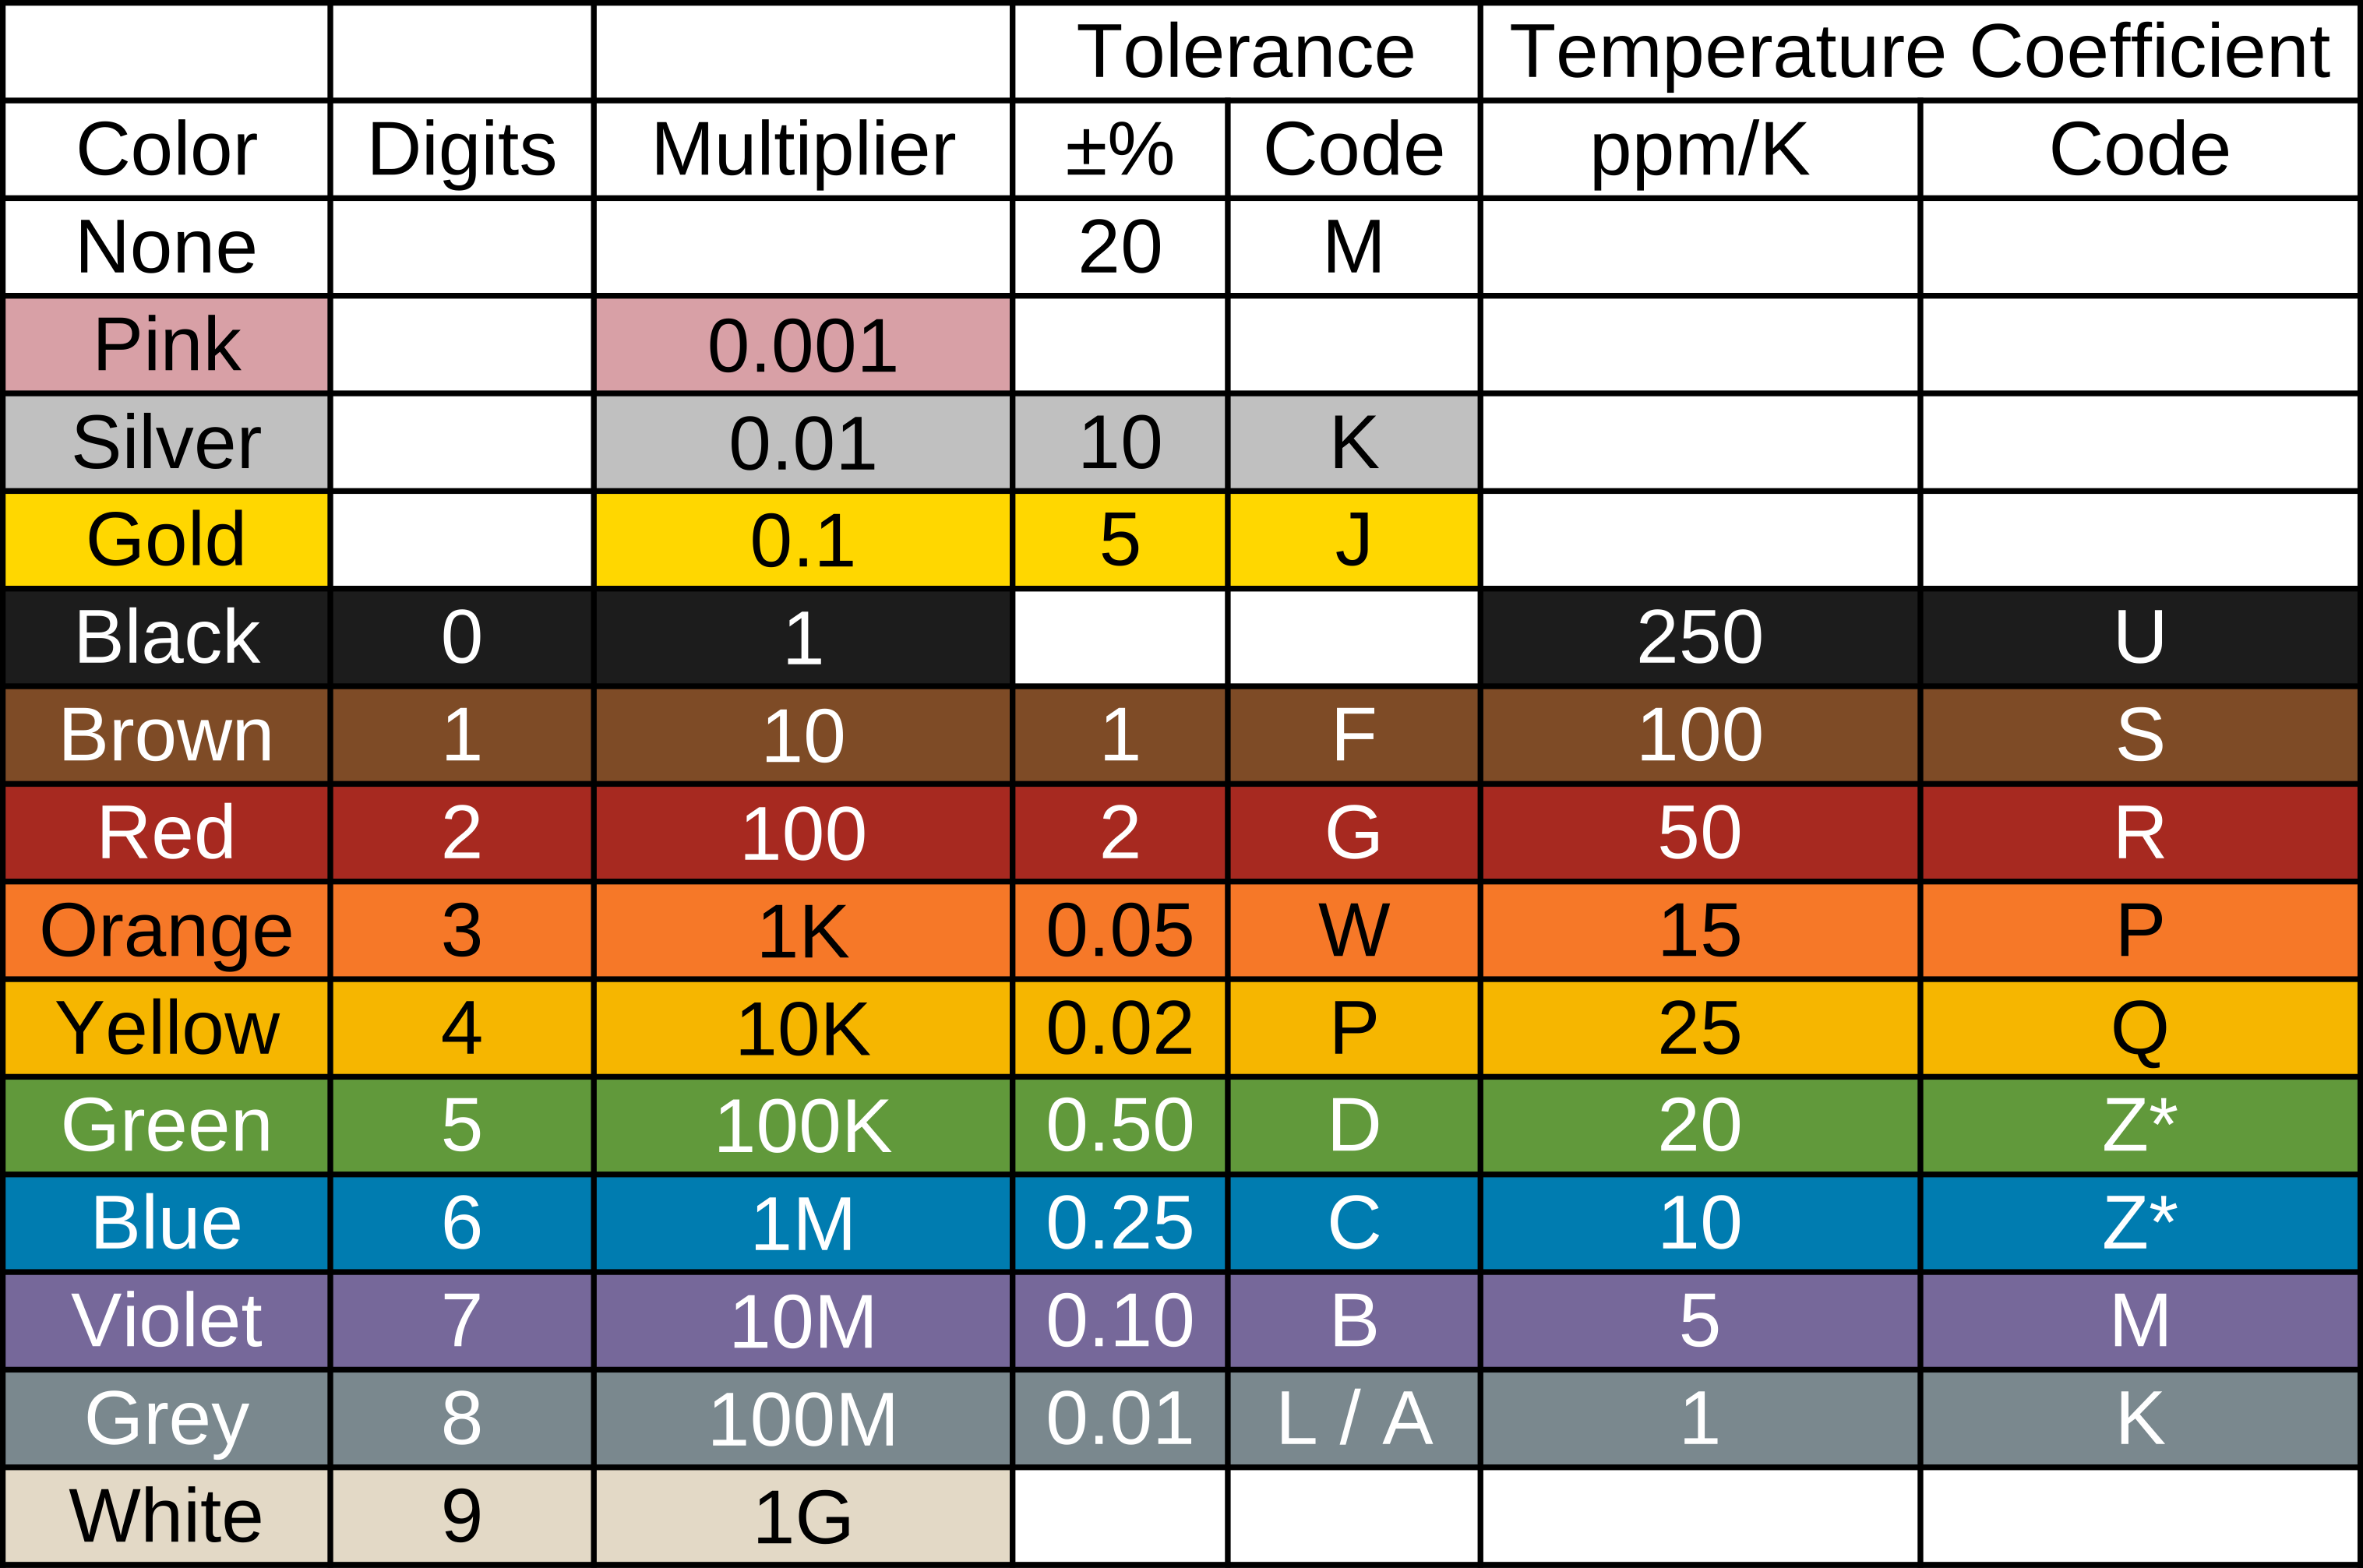 Tolerance Temperature Coefficient
Color Digits Multiplier ±% Code ppm/K Code
None 20 M
Pink 0.001
Silver 0.01 10 K
Gold 0.1 5 J
Black 0 1 250 U
Brown 1 10 1 F 100 S
Red 2 100 2 G 50 R
Orange 3 1K 0.05 W 15 P
Yellow 4 10K 0.02 P 25 Q
Green 5 100K 0.50 D 20 Z*
Blue 6 1M 0.25 C 10 Z*
Violet 7 10M 0.10 B 5 M
Grey 8 100M 0.01 L / A 1 K
White 9 1G